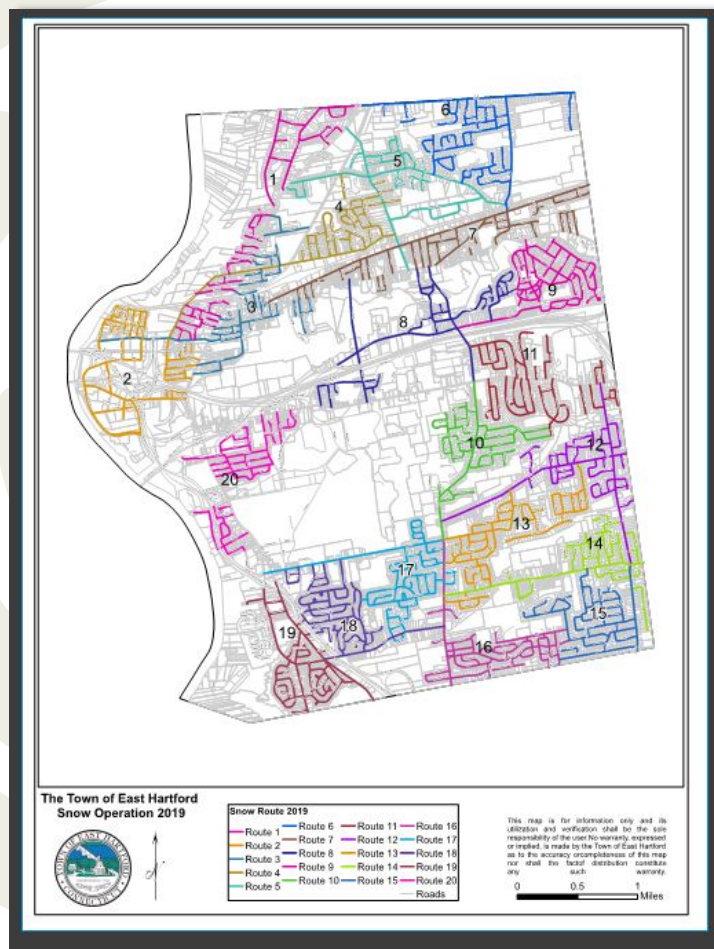 6
5
1
4
7
3
9
8
11
2
10
12
20
13
14
17
15
18
19
16
The Town of East Hartford
Snow Operation 2019
TOWN OF EAST HARTFORD
CONNECTICUT
Snow Route 2019
Route 1
Route 2
Route 3
Route 4
Route 5
Route 6
Route 7
Route 8
Route 9
Route 10
Route 11
Route 12
Route 13
Route 14
Route 15
Route 16
Route 17
Route 18
Route 19
Route 20
Roads
This map is for information only and its
utilization and verification shall be the sole
responsibility of the user.No warranty, expressed
or implied, is made by the Town of East Hartford
as to the accuracy orcompleteness of this map
nor shall the factof distribution constitute
any such warranty.
0 0.5 1
Miles